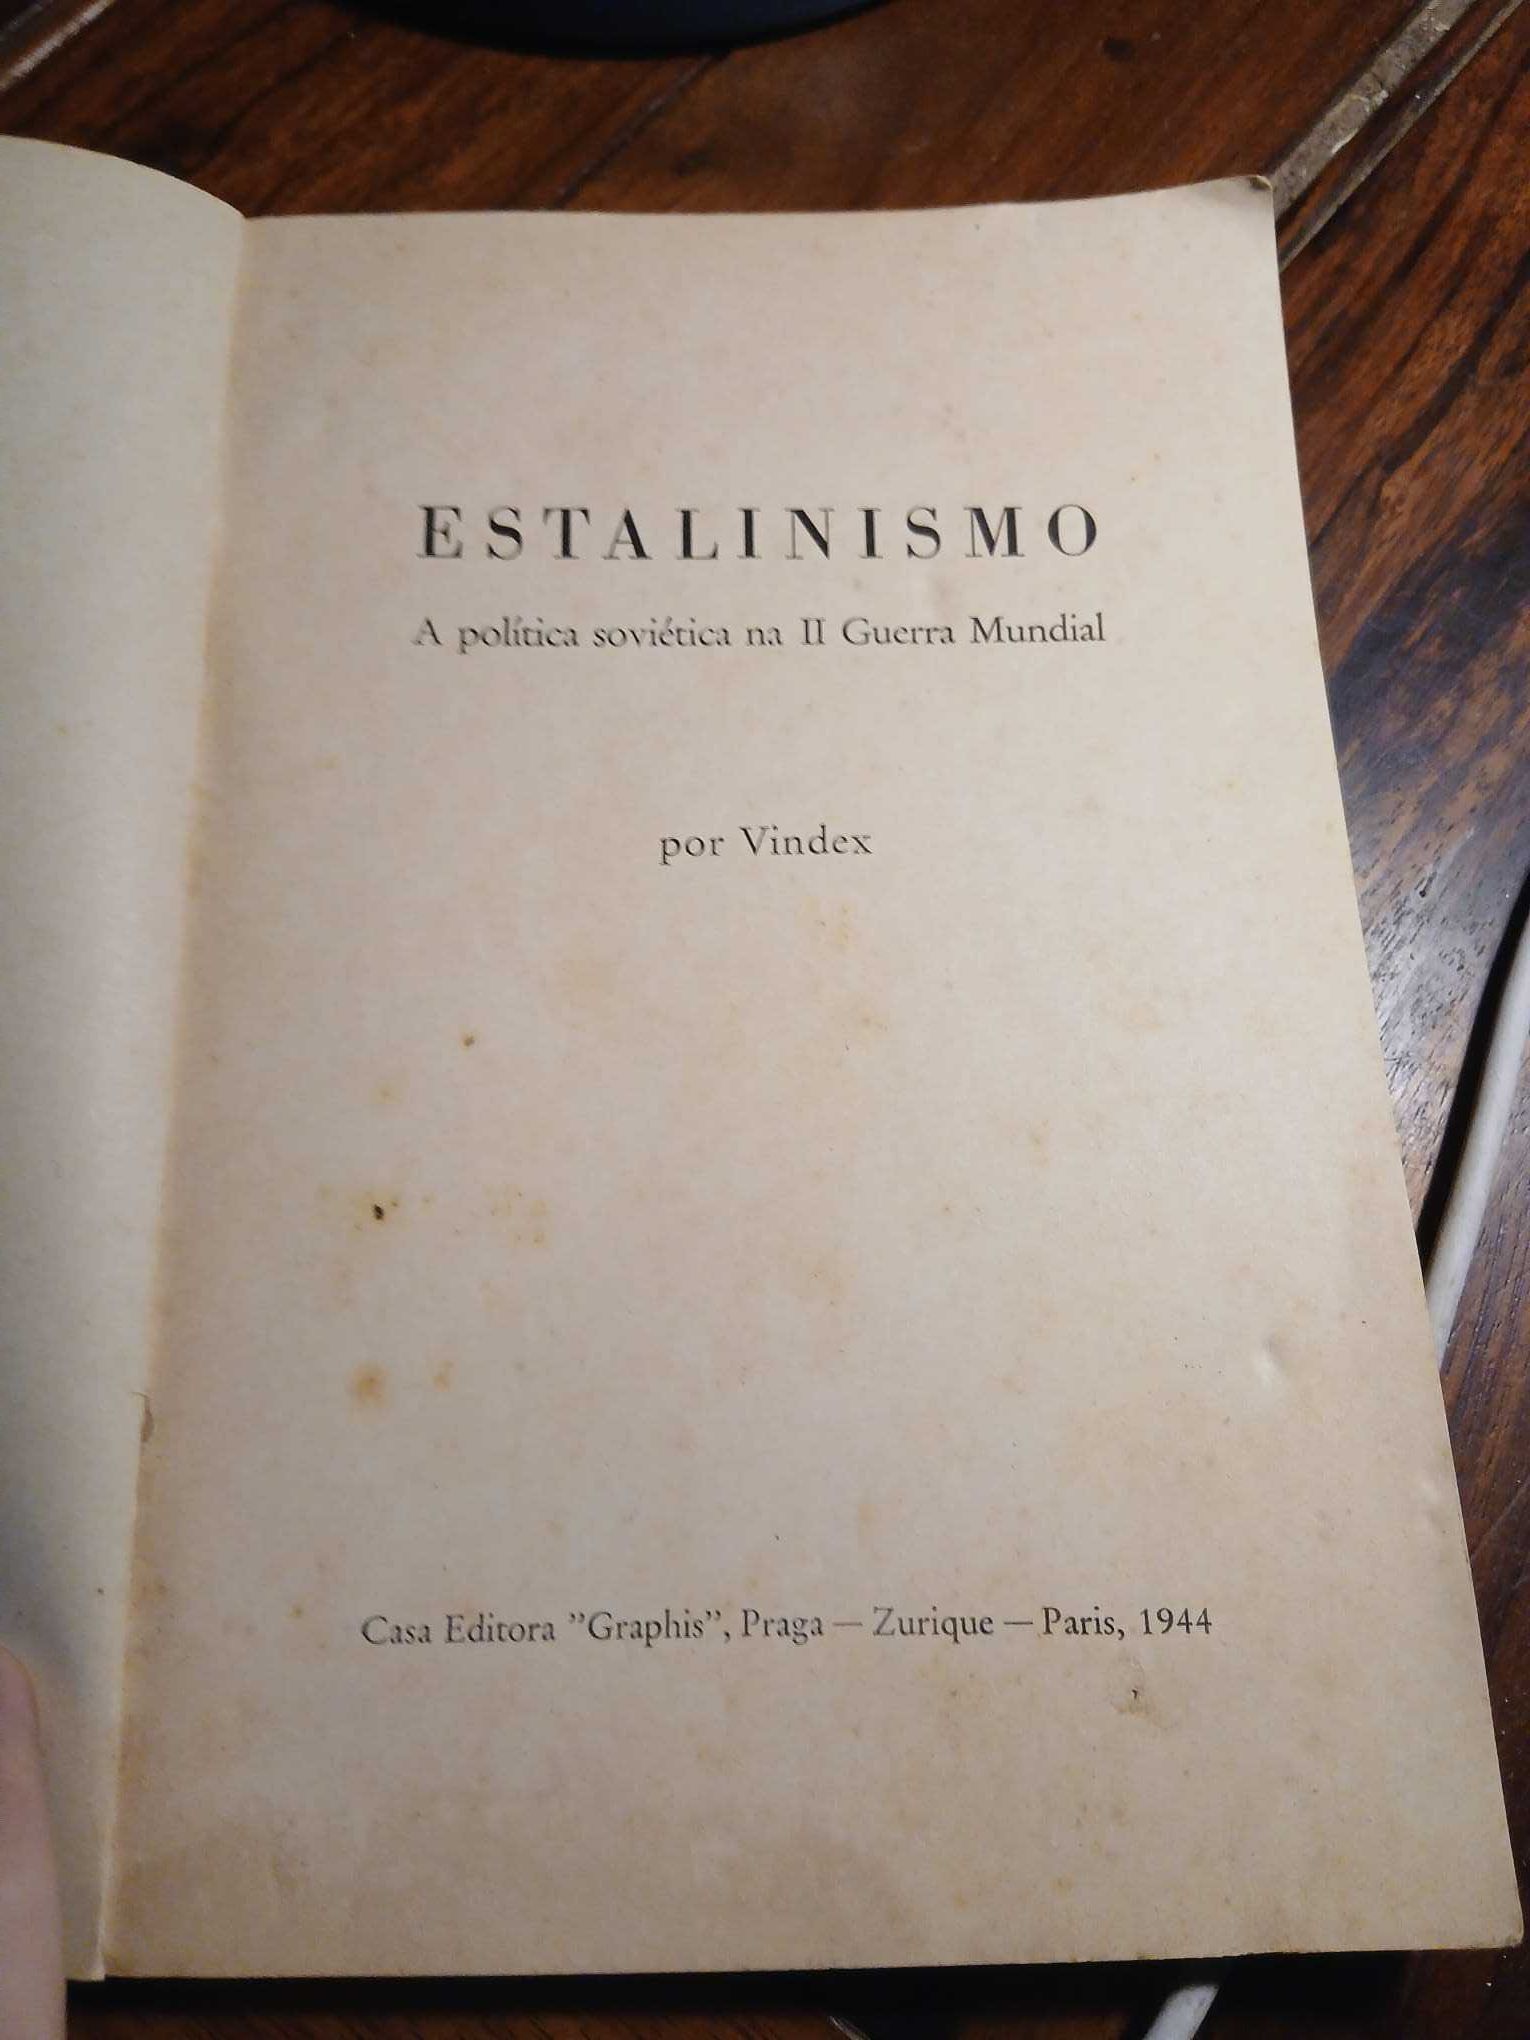 ESTALINISMO
A política soviética na II Guerra Mundial
por Vindex
Casa Editora ”Graphis”, Praga — Zurique — Paris, 1944